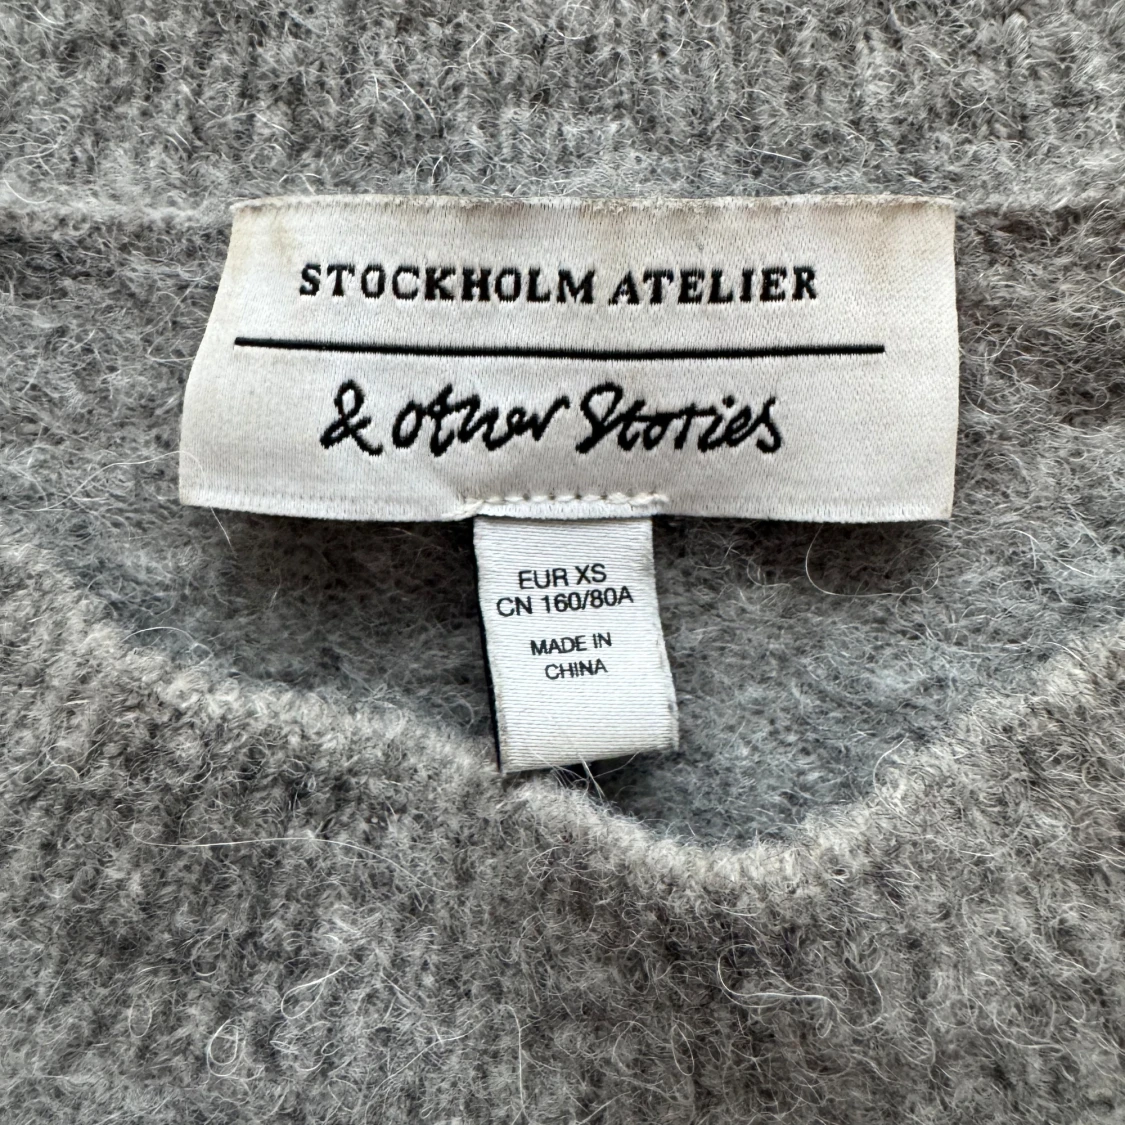 STOCKHOLM ATELIER
& other Stories
EUR XS
CN 160/80A
MADE IN
CHINA